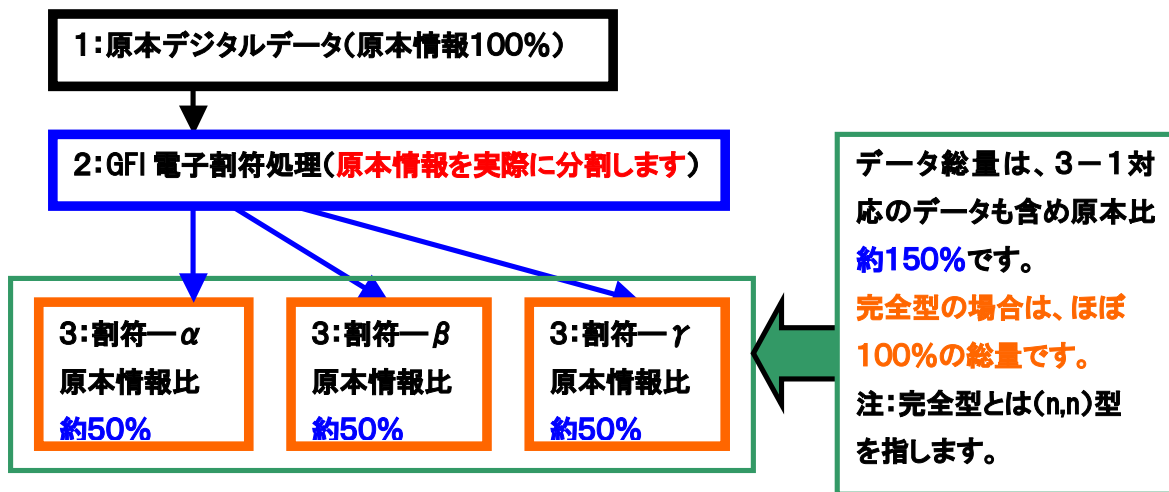 1:原本デジタルデータ(原本情報100%)
2:GFI 電子割符処理(原本情報を実際に分割します)
3:割符―α
原本情報比
約50%
3:割符―β
原本情報比
約50%
3:割符―γ
原本情報比
約50%
データ総量は、3-1対
応のデータも含め原本比
約150%です。
完全型の場合は、ほぼ
100%の総量です。
注:完全型とは(n,n)型
を指します。